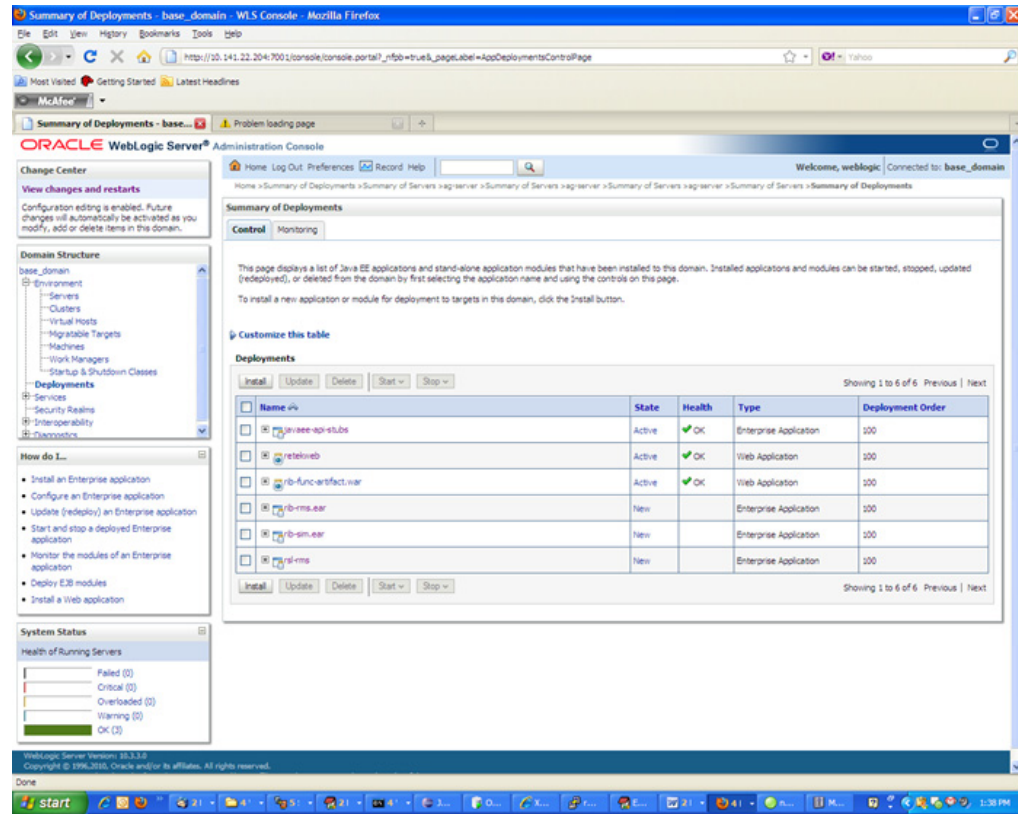 Summary of Deployments - base_domain - WLS Console - Mozilla Firefox
File Edit View History Bookmarks Tools Help
http://10.141.22.204:7001/console/console.portal?_nfpb=true&_pageLabel=AppDeploymentsControlPage
Yahoo
Most Visited Getting Started Latest Headlines
McAfee
Summary of Deployments - base... Problem loading page
ORACLE WebLogic Server® Administration Console
Change Center
View changes and restarts
Configuration editing is enabled. Future
changes will automatically be activated as you
modify, add or delete items in this domain.
Domain Structure
base_domain
Environment
Servers
Clusters
Virtual Hosts
Migratable Targets
Machines
Work Managers
Startup & Shutdown Classes
Deployments
Services
Security Realms
Interoperability
Diagnostics
How do I...
Install an Enterprise application
Configure an Enterprise application
Update (redeploy) an Enterprise application
Start and stop a deployed Enterprise
application
Monitor the modules of an Enterprise
application
Deploy EJB modules
Install a Web application
System Status
Health of Running Servers
Failed (0)
Critical (0)
Overloaded (0)
Warning (0)
OK (3)
Home Log Out Preferences Record Help
Welcome, weblogic Connected to: base_domain
Home >Summary of Deployments >Summary of Servers >ag-server >Summary of Servers >ag-server >Summary of Servers >ag-server >Summary of Servers >Summary of Deployments
Summary of Deployments
Control Monitoring
This page displays a list of Java EE applications and stand-alone application modules that have been installed to this domain. Installed applications and modules can be started, stopped, updated
(redeployed), or deleted from the domain by first selecting the application name and using the controls on this page.
To install a new application or module for deployment to targets in this domain, click the Install button.
Customize this table
Deployments
Install Update Delete Start Stop Showing 1 to 6 of 6 Previous | Next
Name State Health Type Deployment Order
javaee-api-stubs Active OK Enterprise Application 100
retekweb Active OK Web Application 100
rib-func-artifact.war Active OK Web Application 100
rib-rms.ear New Enterprise Application 100
rib-sim.ear New Enterprise Application 100
rsl-rms New Enterprise Application 100
Install Update Delete Start Stop Showing 1 to 6 of 6 Previous | Next
WebLogic Server Version: 10.3.3.0
Copyright © 1996,2010, Oracle and/or its affiliates. All rights reserved.
Done
start
1:38 PM